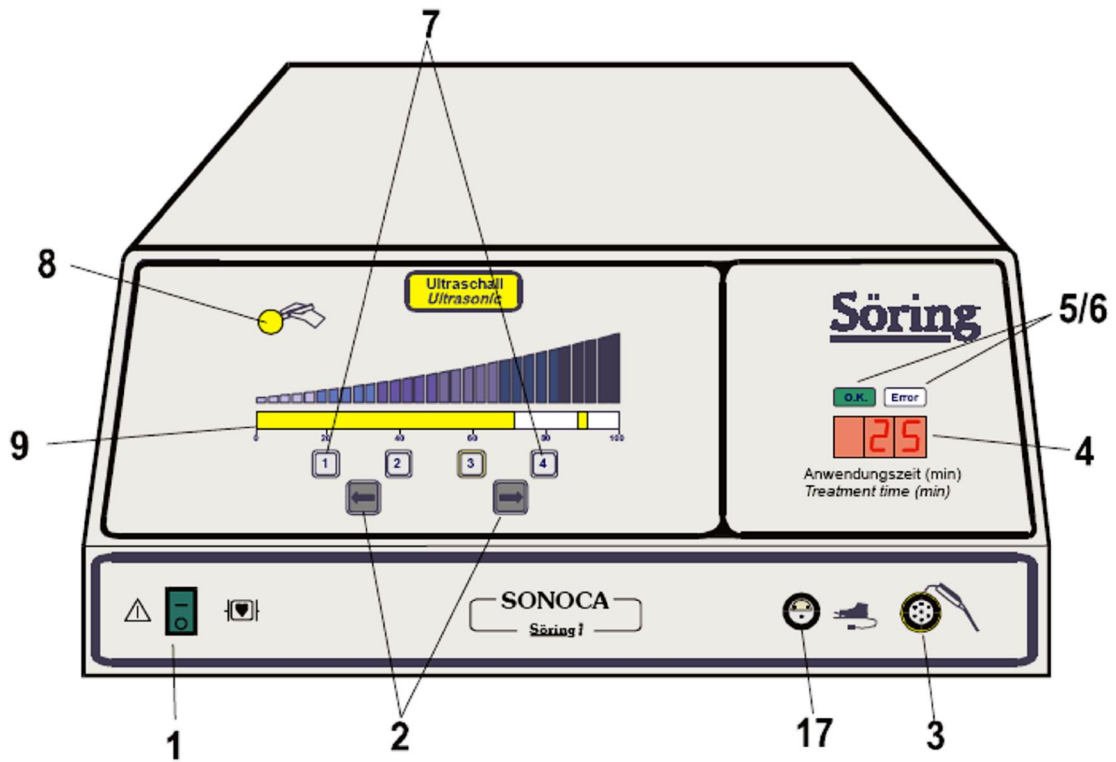 7
8
Ultraschall
Ultrasonic
Söring
5/6
O.K. Error
25
4
Anwendungszeit (min)
Treatment time (min)
9
0 20 40 60 80 100
1 2 3 4
SONOCA
Söring
1
2
17
3